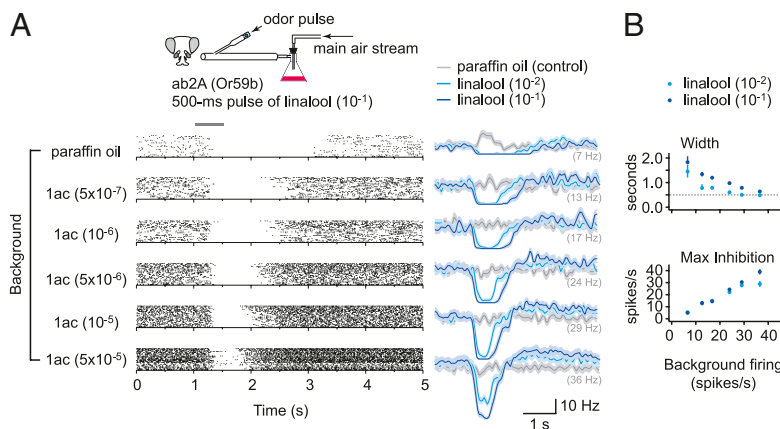 A
odor pulse
main air stream
ab2A (Or59b)
500-ms pulse of linalool (10-1)
paraffin oil (control)
linalool (10-2)
linalool (10-1)
B
linalool (10-2)
linalool (10-1)
Background
paraffin oil
1ac (5x10-7)
1ac (10-6)
1ac (5x10-6)
1ac (10-5)
1ac (5x10-5)
0 1 2 3 4 5
Time (s)
(7 Hz)
(13 Hz)
(17 Hz)
(24 Hz)
(29 Hz)
(36 Hz)
10 Hz
1 s
Width
seconds
2.0
1.0
0.0
Max Inhibition
spikes/s
40
30
20
10
0
0 10 20 30 40
Background firing
(spikes/s)